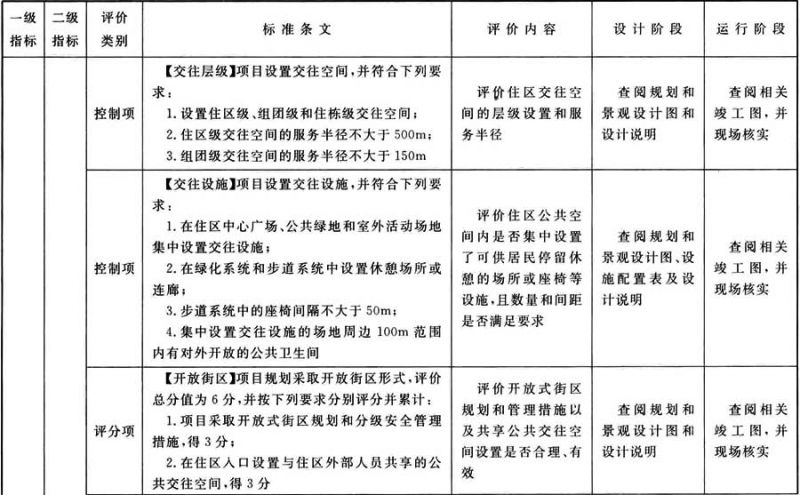 一级指标
二级指标
评价类别
标准条文
评价内容
设计阶段
运行阶段
控制项
【交往层级】项目设置交往空间,并符合下列要
求:
1.设置住区级、组团级和住栋级交往空间;
2.住区级交往空间的服务半径不大于500m;
3.组团级交往空间的服务半径不大于150m
评价住区交往空
间的层级设置和服
务半径
查阅规划和
景观设计图和
设计说明
查阅相关
竣工图,并
现场核实
控制项
【交往设施】项目设置交往设施,并符合下列要
求:
1.在住区中心广场、公共绿地和室外活动场地
集中设置交往设施;
2.在绿化系统和步道系统中设置休憩场所或
连廊;
3.步道系统中的座椅间隔不大于50m;
4.集中设置交往设施的场地周边100m范围
内有对外开放的公共卫生间
评价住区公共空
间内是否集中设置
了可供居民停留休
憩的场所或座椅等
设施,且数量和间距
是否满足要求
查阅规划和
景观设计图、设
施配置表及设
计说明
查阅相关
竣工图,并
现场核实
评分项
【开放街区】项目规划采取开放街区形式,评价
总分值为6分,并按下列要求分别评分并累计:
1.项目采取开放式街区规划和分级安全管理
措施,得3分;
2.在住区入口设置与住区外部人员共享的公
共交往空间,得3分
评价开放式街区
规划和管理措施以
及共享公共交往空
间设置是否合理、有
效
查阅规划和
景观设计图和
设计说明
查阅相关
竣工图,并
现场核实